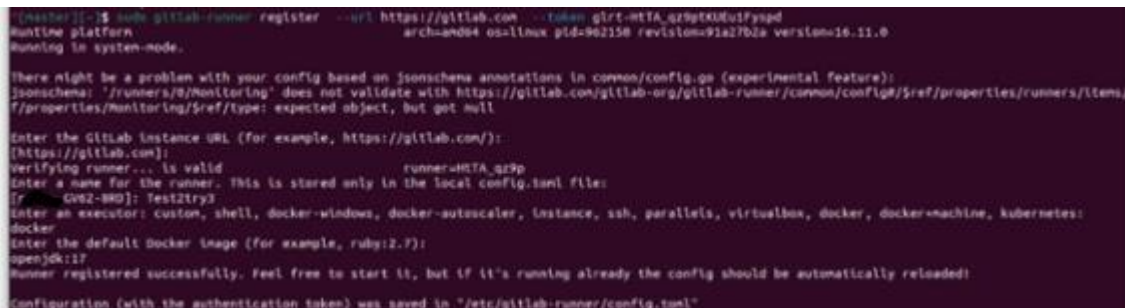 [master][~]$ sudo gitlab-runner register --url https://gitlab.com --token
Runtime platform arch=amd64 os=linux pid=962150 revision=91a27b2a version=16.11.0
Running in system-mode.
There might be a problem with your config based on jsonschema annotations in common/config.go (experimental feature):
jsonschema: '/runners/0/Monitoring' does not validate with https://gitlab.com/gitlab-org/gitlab-runner/common/config#/$ref/properties/runners/items/
f/properties/Monitoring/$ref/type: expected object, but got null
Enter the GitLab instance URL (for example, https://gitlab.com/):
[https://gitlab.com]:
Verifying runner... is valid runner=HtTA_qz9p
Enter a name for the runner. This is stored only in the local config.toml file:
]: Test2try3
Enter an executor: custom, shell, docker-windows, docker-autoscaler, instance, ssh, parallels, virtualbox, docker, docker+machine, kubernetes:
docker
Enter the default Docker image (for example, ruby:2.7):
openjdk:17
Runner registered successfully. Feel free to start it, but if it's running already the config should be automatically reloaded!
Configuration (with the authentication token) was saved in "/etc/gitlab-runner/config.toml"